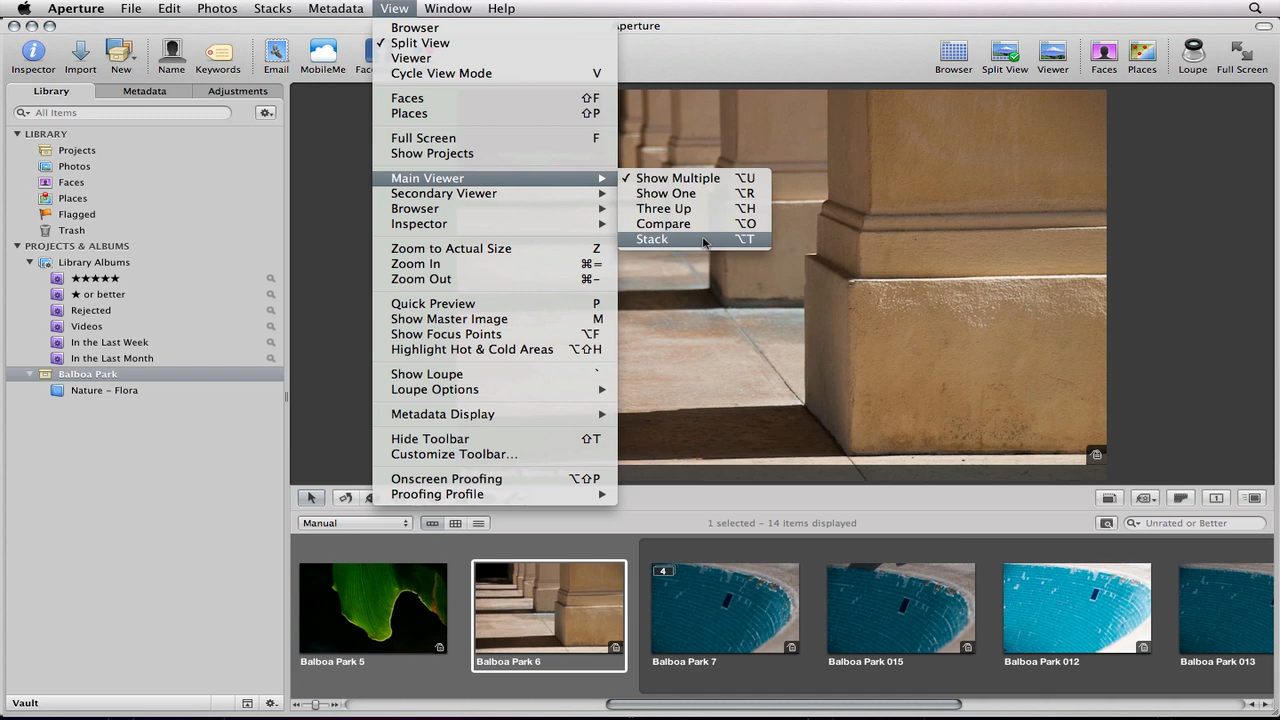 Aperture File Edit Photos Stacks Metadata View Window Help
Aperture
Inspector Import New Name Keywords Email MobileMe Browser Split View Viewer Faces Places Loupe Full Screen
Library Metadata Adjustments
All Items
LIBRARY
Projects
Photos
Faces
Places
Flagged
Trash
PROJECTS & ALBUMS
Library Albums
★★★★★
★ or better
Rejected
Videos
In the Last Week
In the Last Month
Balboa Park
Nature – Flora
Vault
Browser
✓ Split View
Viewer
Cycle View Mode V
Faces ⇧F
Places ⇧P
Full Screen F
Show Projects
Main Viewer
Secondary Viewer
Browser
Inspector
Zoom to Actual Size Z
Zoom In ⌘=
Zoom Out ⌘-
Quick Preview P
Show Master Image M
Show Focus Points ⌥F
Highlight Hot & Cold Areas ⌥⇧H
Show Loupe `
Loupe Options
Metadata Display
Hide Toolbar ⇧T
Customize Toolbar...
Onscreen Proofing ⌥⇧P
Proofing Profile
✓ Show Multiple ⌥U
Show One ⌥R
Three Up ⌥H
Compare ⌥O
Stack ⌥T
Manual
1 selected – 14 items displayed
Unrated or Better
4
Balboa Park 5 Balboa Park 6 Balboa Park 7 Balboa Park 015 Balboa Park 012 Balboa Park 013